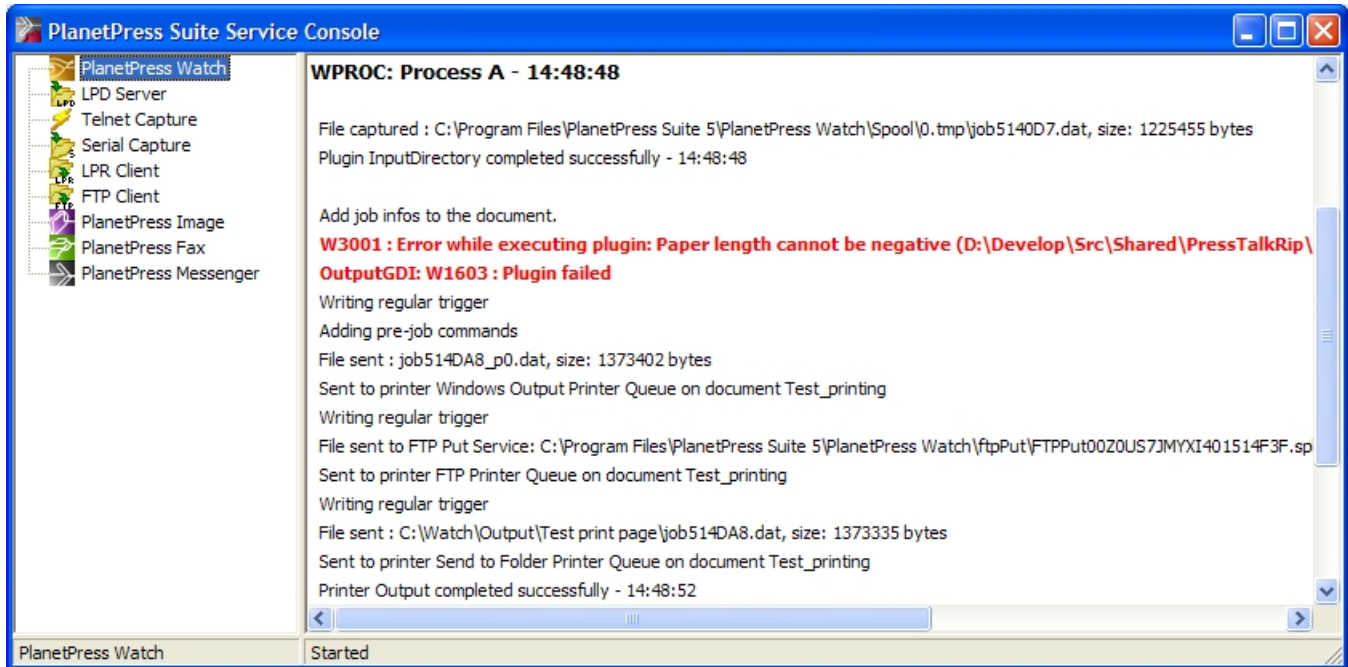 PlanetPress Suite Service Console
PlanetPress Watch
LPD Server
Telnet Capture
Serial Capture
LPR Client
FTP Client
PlanetPress Image
PlanetPress Fax
PlanetPress Messenger
WPROC: Process A - 14:48:48
File captured : C:\Program Files\PlanetPress Suite 5\PlanetPress Watch\Spool\0.tmp\job5140D7.dat, size: 1225455 bytes
Plugin InputDirectory completed successfully - 14:48:48
Add job infos to the document.
W3001 : Error while executing plugin: Paper length cannot be negative (D:\Develop\Src\Shared\PressTalkRip\
OutputGDI: W1603 : Plugin failed
Writing regular trigger
Adding pre-job commands
File sent : job514DA8_p0.dat, size: 1373402 bytes
Sent to printer Windows Output Printer Queue on document Test_printing
Writing regular trigger
File sent to FTP Put Service: C:\Program Files\PlanetPress Suite 5\PlanetPress Watch\ftpPut\FTPPut00Z0US7JMYXI401514F3F.sp
Sent to printer FTP Printer Queue on document Test_printing
Writing regular trigger
File sent : C:\Watch\Output\Test print page\job514DA8.dat, size: 1373335 bytes
Sent to printer Send to Folder Printer Queue on document Test_printing
Printer Output completed successfully - 14:48:52
PlanetPress Watch
Started